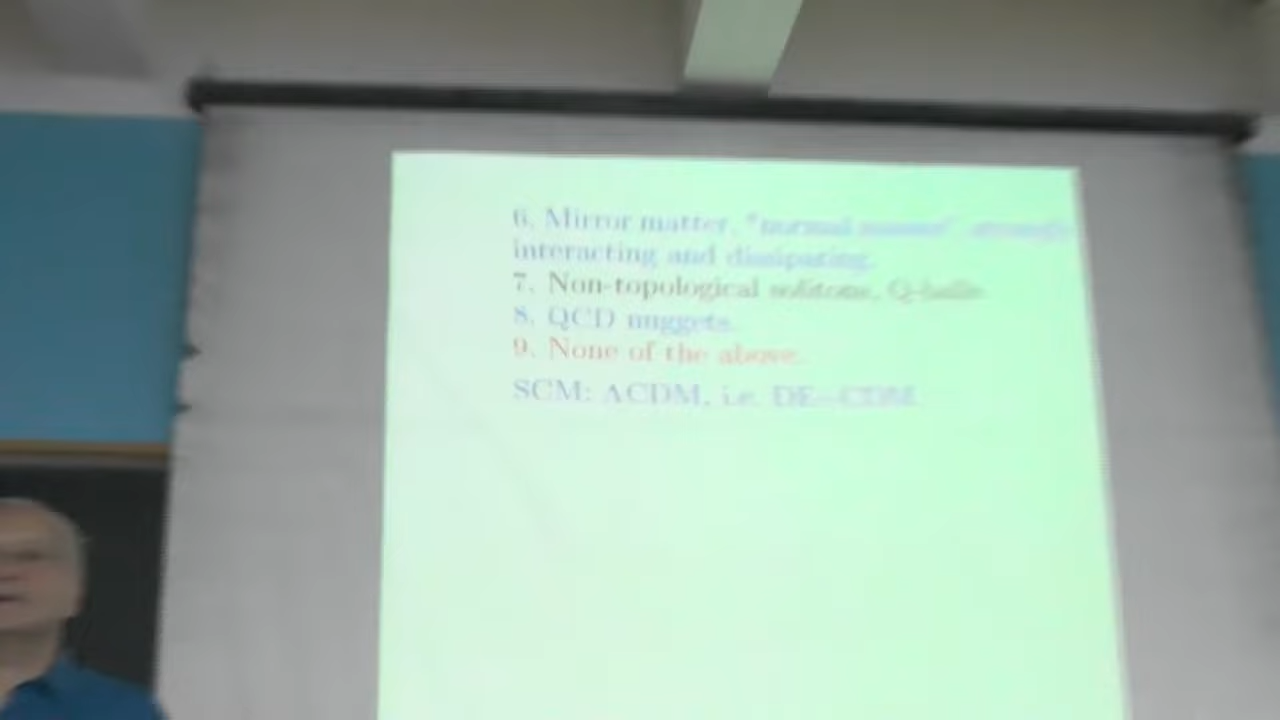 6. Mirror matter, "normal
interacting and dissipating.
7. Non-topological solitons, Q-balls
8. QCD nuggets.
9. None of the above.
SCM: ΛCDM, i.e. DE+CDM